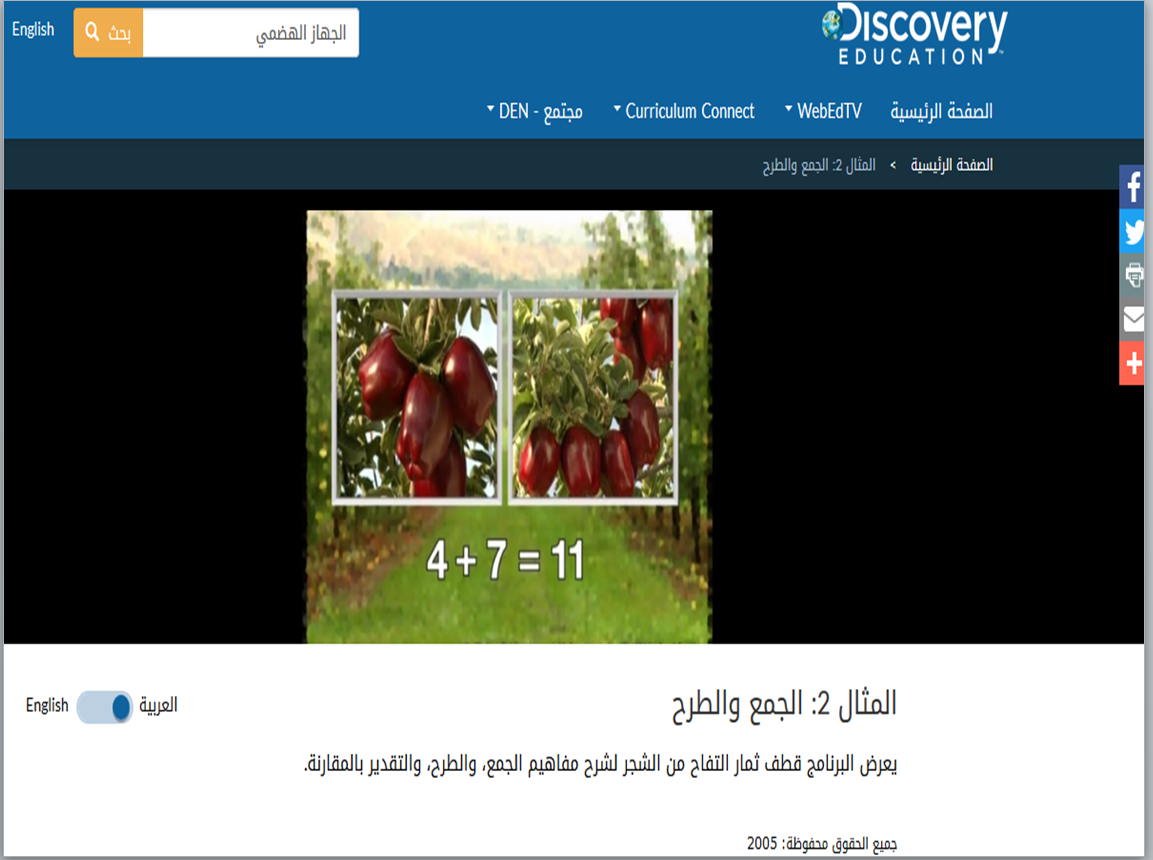 English
بحث
الجهاز الهضمي
Discovery
EDUCATION
الصفحة الرئيسية
WebEdTV
Curriculum Connect
مجتمع - DEN
الصفحة الرئيسية > المثال 2: الجمع والطرح
4 + 7 = 11
المثال 2: الجمع والطرح
العربية
English
يعرض البرنامج قطف ثمار التفاح من الشجر لشرح مفاهيم الجمع، والطرح، والتقدير بالمقارنة.
جميع الحقوق محفوظة: 2005